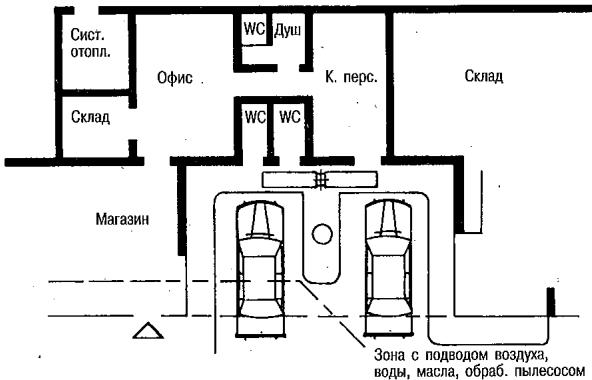 Сист.
отопл.
WC
Душ
Офис
К. перс.
Склад
Склад
WC
WC
Магазин
Зона с подводом воздуха,
воды, масла, обраб. пылесосом